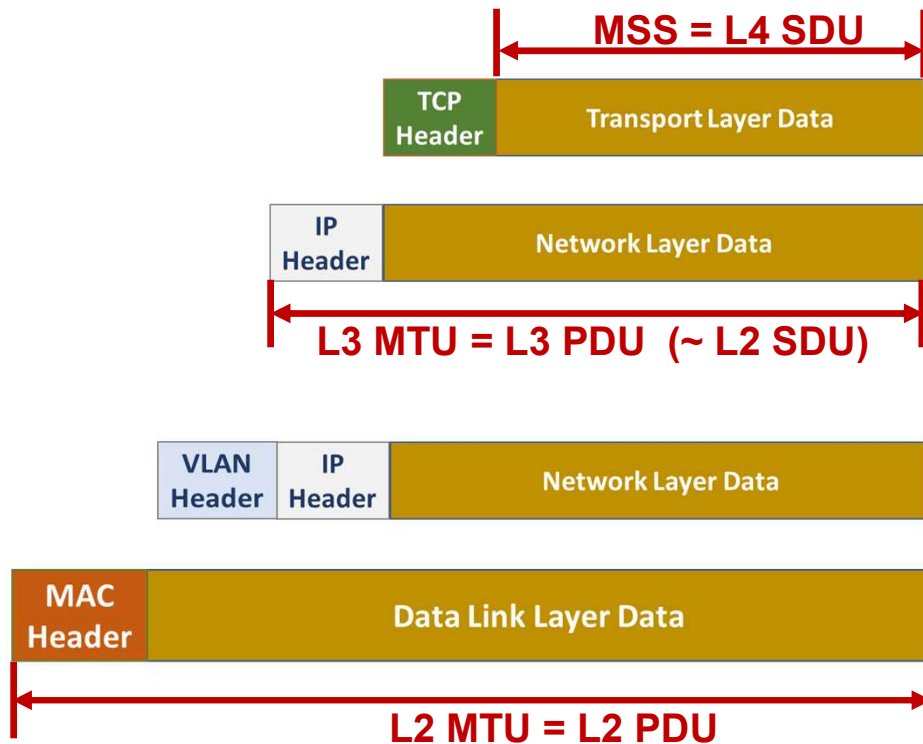 MSS = L4 SDU
TCP
Header
Transport Layer Data
IP
Header
Network Layer Data
L3 MTU = L3 PDU (~ L2 SDU)
VLAN
Header
IP
Header
Network Layer Data
MAC
Header
Data Link Layer Data
L2 MTU = L2 PDU